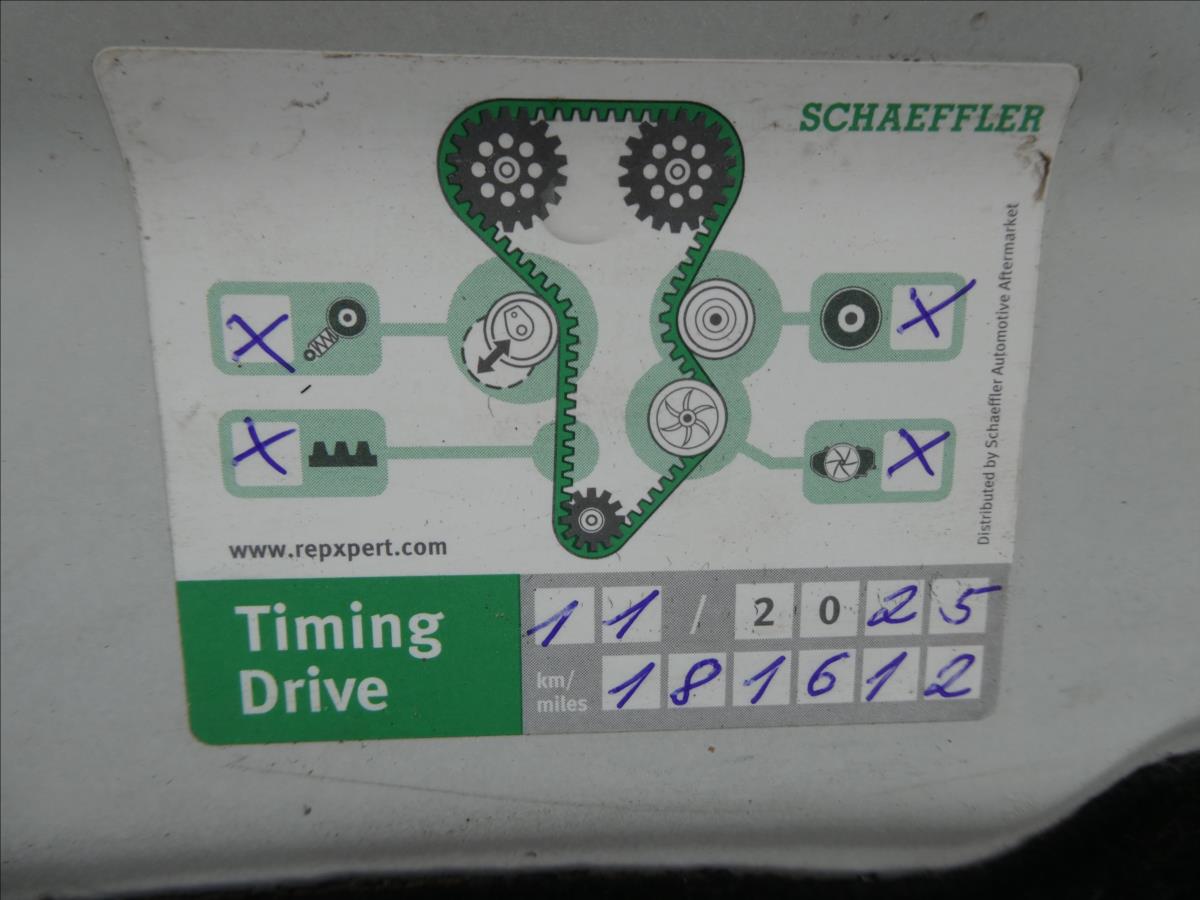 SCHAEFFLER
X
X
X
X
Distributed by Schaeffler Automotive Aftermarket
www.repxpert.com
Timing
Drive
11 / 2025
km/
miles
181612